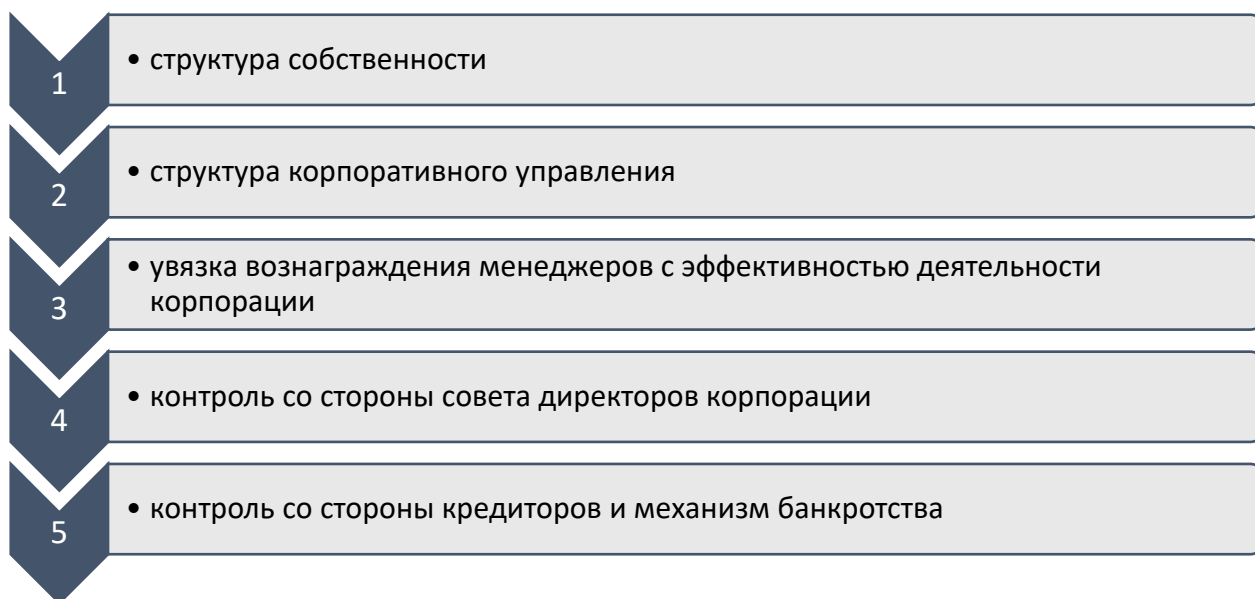 1
• структура собственности
2
• структура корпоративного управления
3
• увязка вознаграждения менеджеров с эффективностью деятельности
корпорации
4
• контроль со стороны совета директоров корпорации
5
• контроль со стороны кредиторов и механизм банкротства